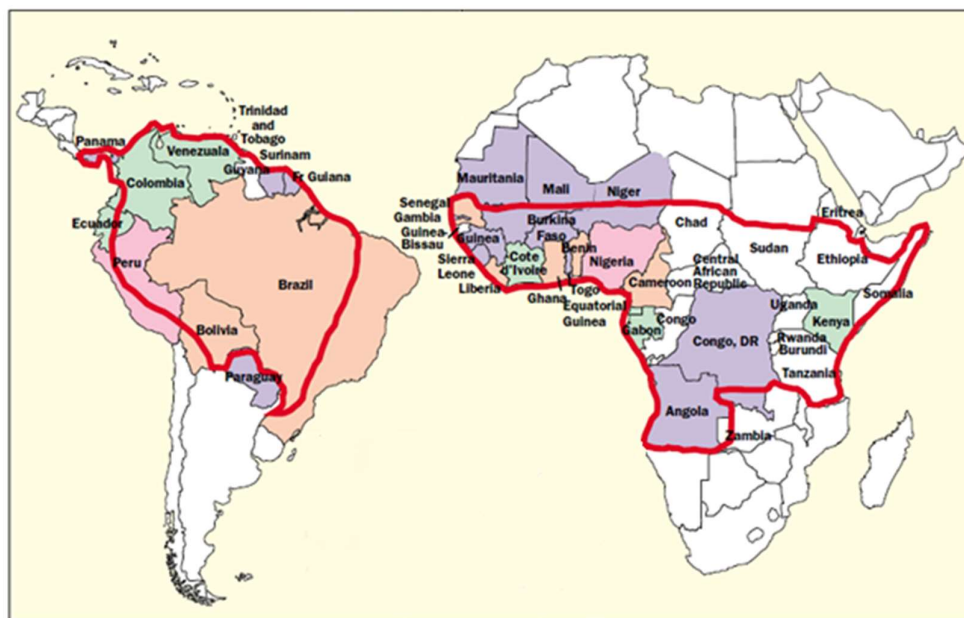 Trinidad
and
Tobago
Panama
Venezuala
Surinam
Guyana
Fr Guiana
Colombia
Ecuador
Peru
Brazil
Bolivia
Paraguay
Mauritania
Mali
Niger
Senegal
Gambia
Guinea-
Bissau
Guinea
Burkina
Faso
Chad
Eritrea
Sudan
Cote
d'Ivoire
Benin
Nigeria
Ethiopia
Sierra
Leone
Liberia
Central
African
Republic
Cameroon
Somalia
Ghana
Togo
Equatorial
Guinea
Uganda
Gabon
Congo
Kenya
Congo, DR
Rwanda
Burundi
Tanzania
Angola
Zambia